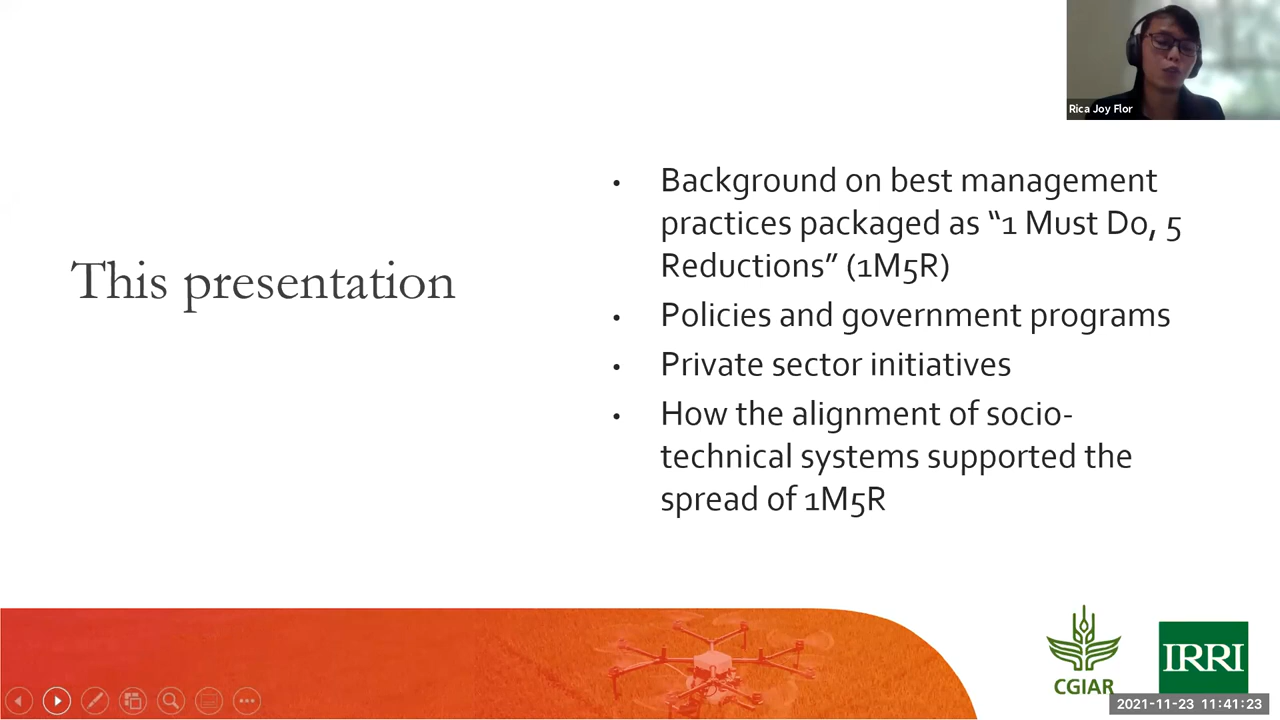 Rica Joy Flor
This presentation
• Background on best management
practices packaged as “1 Must Do, 5
Reductions” (1M5R)
• Policies and government programs
• Private sector initiatives
• How the alignment of socio-
technical systems supported the
spread of 1M5R
CGIAR
IRRI
2021-11-23 11:41:23